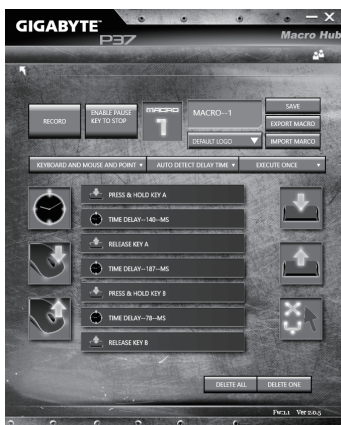 GIGABYTE™
P37
Macro Hub
RECORD
ENABLE PAUSE
KEY TO STOP
MACRO
1
MACRO--1
DEFAULT LOGO
SAVE
EXPORT MACRO
IMPORT MARCO
KEYBOARD AND MOUSE AND POINT
AUTO DETECT DELAY TIME
EXECUTE ONCE
PRESS & HOLD KEY A
TIME DELAY--140--MS
RELEASE KEY A
TIME DELAY--187--MS
PRESS & HOLD KEY B
TIME DELAY--78--MS
RELEASE KEY B
DELETE ALL
DELETE ONE
Fw:1.1 Ver 2.0.5